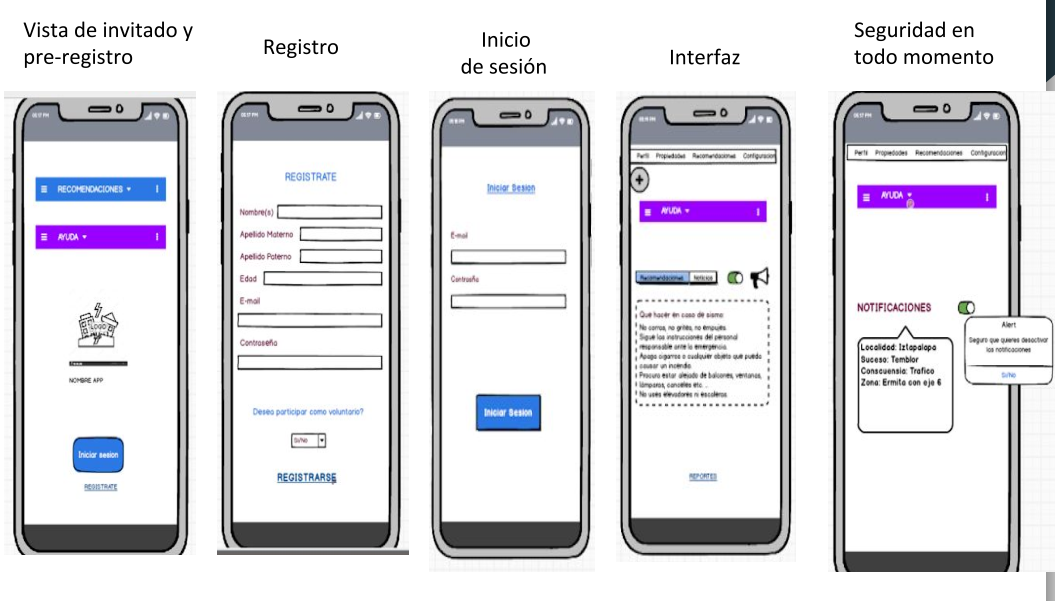 Vista de invitado y
pre-registro
Registro
Inicio
de sesión
Interfaz
Seguridad en
todo momento
RECOMENDACIONES
AYUDA
LOGO
NOMBRE APP
Iniciar sesion
REGISTRATE
REGISTRATE
Nombre(s)
Apellido Materno
Apellido Paterno
Edad
E-mail
Contraseña
Deseo participar como voluntario?
Si/No
REGISTRARSE
Iniciar Sesion
E-mail
Contraseña
Iniciar Sesion
Perfil Propiedades Recomendaciones Configuracion
AYUDA
Recomendaciones Noticias
Qué hacer en caso de sismo:
No corras, no grités, no empujes.
Sigue las instrucciones del personal
responsable ante la emergencia.
Apaga cigarros o cualquier objeto que pueda
causar un incendio.
Procura estar alejado de balcones, ventanas,
lámparas, canceles etc. ..
No uses elevadores ni escaleras.
REPORTES
Perfil Propiedades Recomendaciones Configuracion
AYUDA
NOTIFICACIONES
Localidad: Iztapalapa
Suceso: Temblor
Conscuensia: Trafico
Zona: Ermita con eje 6
Alert
Seguro que quieres desactivar
las notificaciones
Si/No